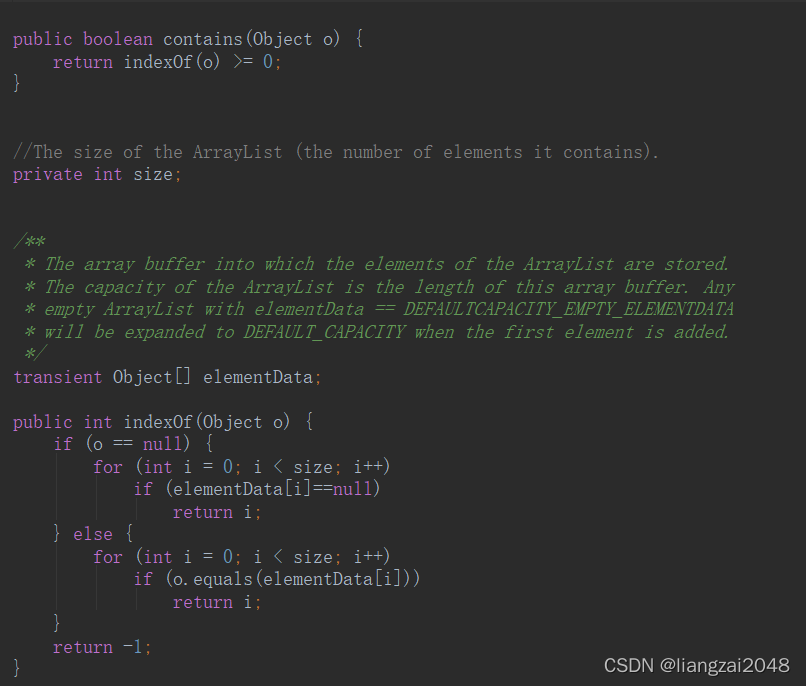 public boolean contains(Object o) {
    return indexOf(o) >= 0;
}
//The size of the ArrayList (the number of elements it contains).
private int size;
/**
 * The array buffer into which the elements of the ArrayList are stored.
 * The capacity of the ArrayList is the length of this array buffer. Any
 * empty ArrayList with elementData == DEFAULTCAPACITY_EMPTY_ELEMENTDATA
 * will be expanded to DEFAULT_CAPACITY when the first element is added.
 */
transient Object[] elementData;
public int indexOf(Object o) {
    if (o == null) {
        for (int i = 0; i < size; i++)
            if (elementData[i]==null)
                return i;
    } else {
        for (int i = 0; i < size; i++)
            if (o.equals(elementData[i]))
                return i;
    }
    return -1;
}
CSDN @liangzai2048